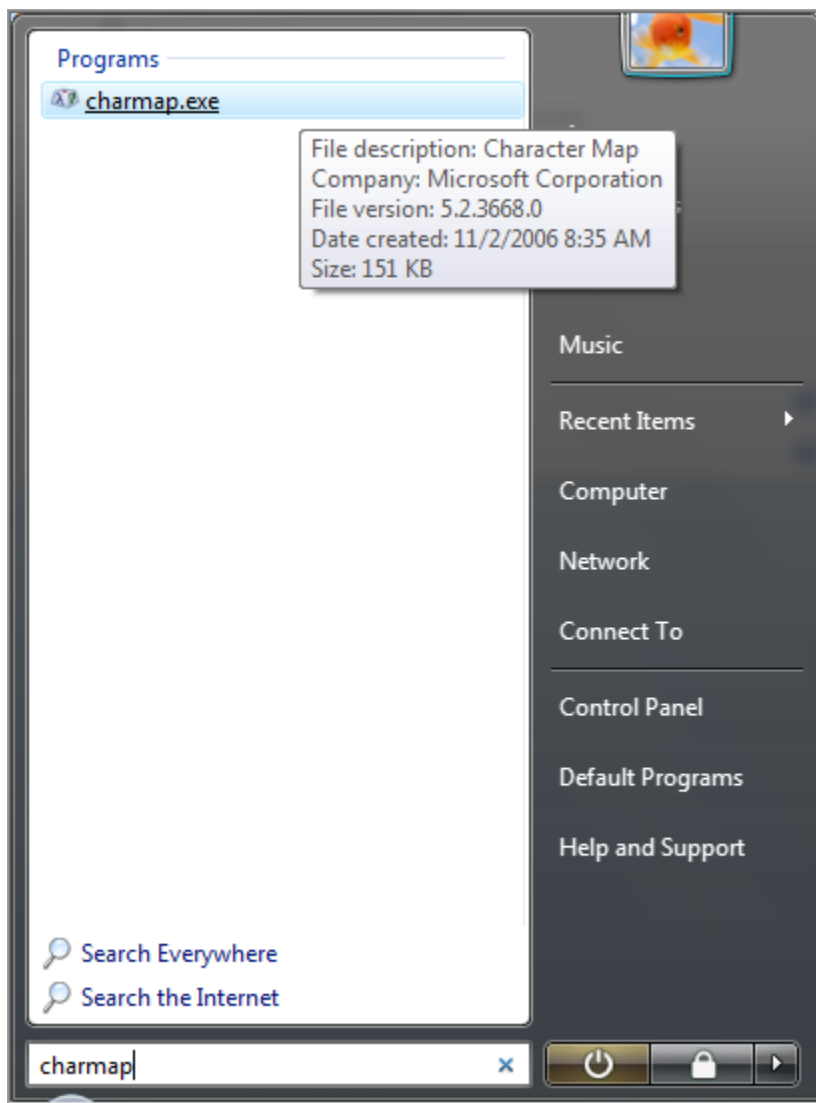 Programs
charmap.exe
File description: Character Map
Company: Microsoft Corporation
File version: 5.2.3668.0
Date created: 11/2/2006 8:35 AM
Size: 151 KB
Music
Recent Items
Computer
Network
Connect To
Control Panel
Default Programs
Help and Support
Search Everywhere
Search the Internet
charmap